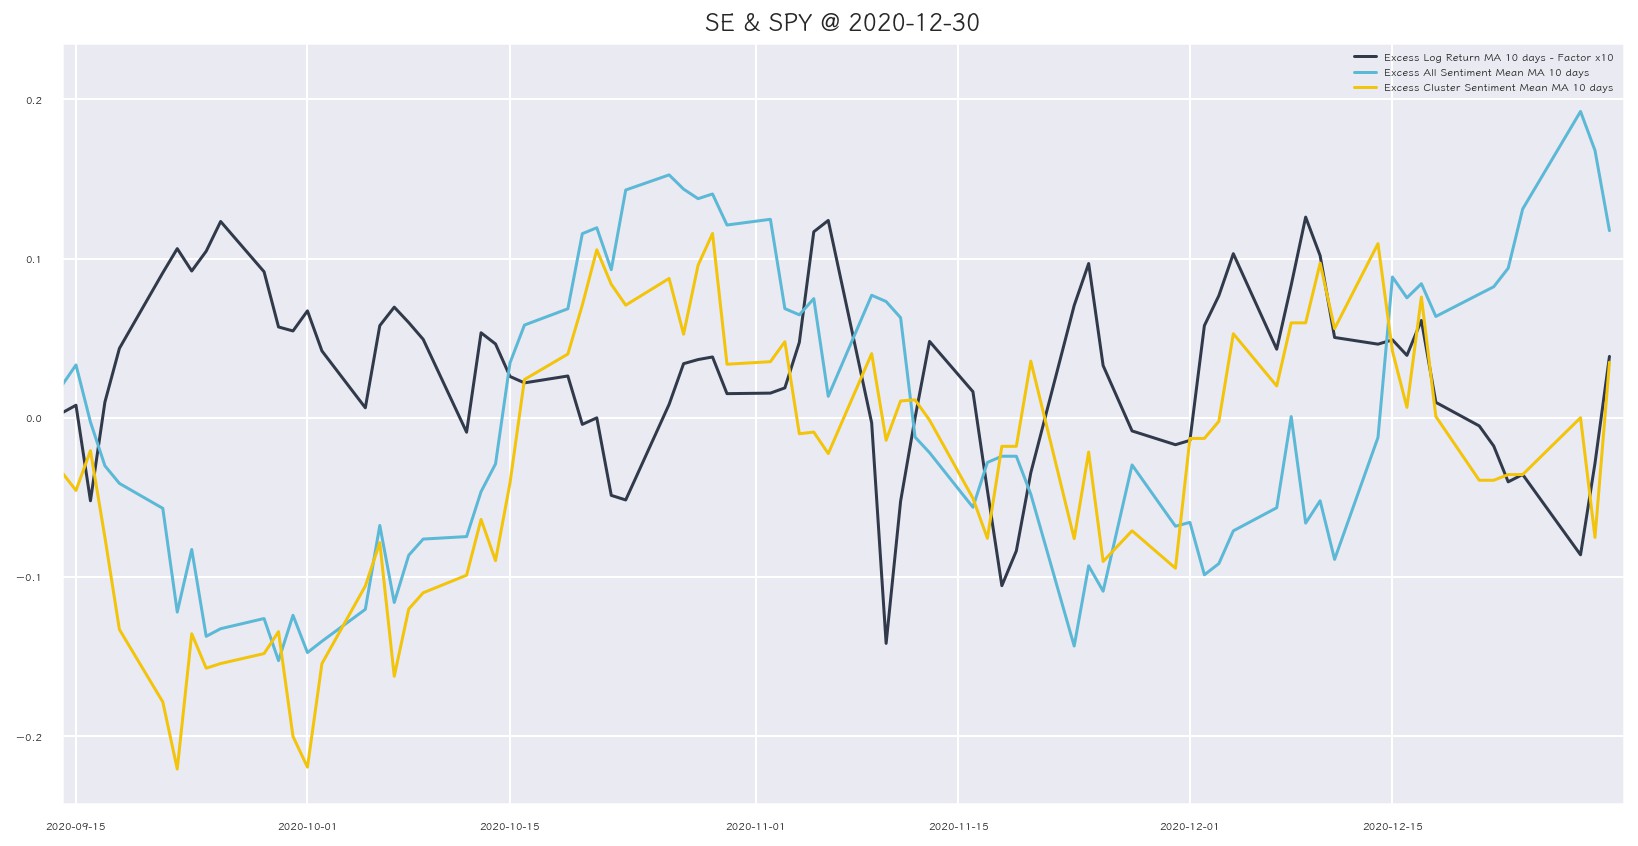 SE & SPY @ 2020-12-30
Excess Log Return MA 10 days - Factor x10
Excess All Sentiment Mean MA 10 days
Excess Cluster Sentiment Mean MA 10 days
0.2
0.1
0.0
−0.1
−0.2
2020-09-15 2020-10-01 2020-10-15 2020-11-01 2020-11-15 2020-12-01 2020-12-15